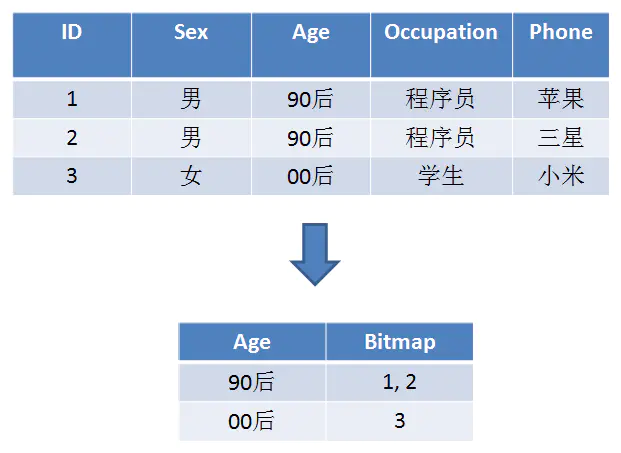 ID Sex Age Occupation Phone
1 男 90后 程序员 苹果
2 男 90后 程序员 三星
3 女 00后 学生 小米
Age Bitmap
90后 1, 2
00后 3